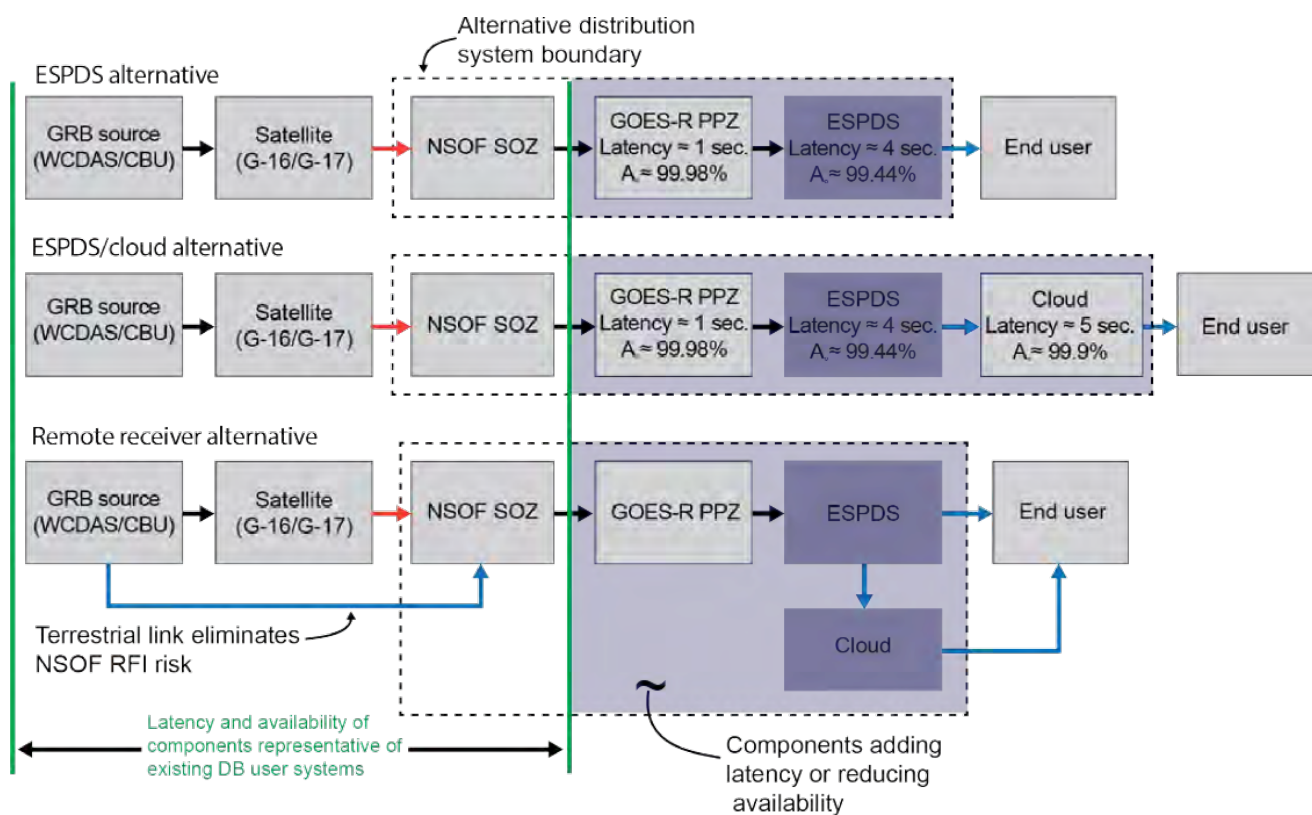 Alternative distribution
system boundary
ESPDS alternative
GRB source
(WCDAS/CBU)
Satellite
(G-16/G-17)
NSOF SOZ
GOES-R PPZ
Latency ≈ 1 sec.
Aₒ ≈ 99.98%
ESPDS
Latency ≈ 4 sec.
Aₒ ≈ 99.44%
End user
ESPDS/cloud alternative
GRB source
(WCDAS/CBU)
Satellite
(G-16/G-17)
NSOF SOZ
GOES-R PPZ
Latency ≈ 1 sec.
Aₒ ≈ 99.98%
ESPDS
Latency ≈ 4 sec.
Aₒ ≈ 99.44%
Cloud
Latency ≈ 5 sec.
Aₒ ≈ 99.9%
End user
Remote receiver alternative
GRB source
(WCDAS/CBU)
Satellite
(G-16/G-17)
NSOF SOZ
GOES-R PPZ
ESPDS
End user
Cloud
Terrestrial link eliminates
NSOF RFI risk
Latency and availability of
components representative of
existing DB user systems
~
Components adding
latency or reducing
availability